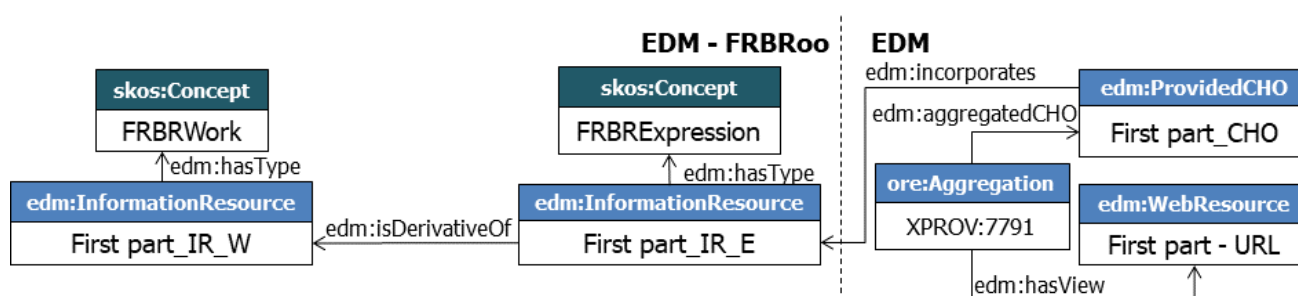 EDM - FRBRoo
EDM
edm:incorporates
skos:Concept
skos:Concept
edm:ProvidedCHO
FRBRWork
FRBRExpression
edm:aggregatedCHO
First part_CHO
edm:hasType
edm:hasType
ore:Aggregation
edm:InformationResource
edm:InformationResource
edm:WebResource
First part_IR_W
edm:isDerivativeOf
First part_IR_E
XPROV:7791
First part - URL
edm:hasView